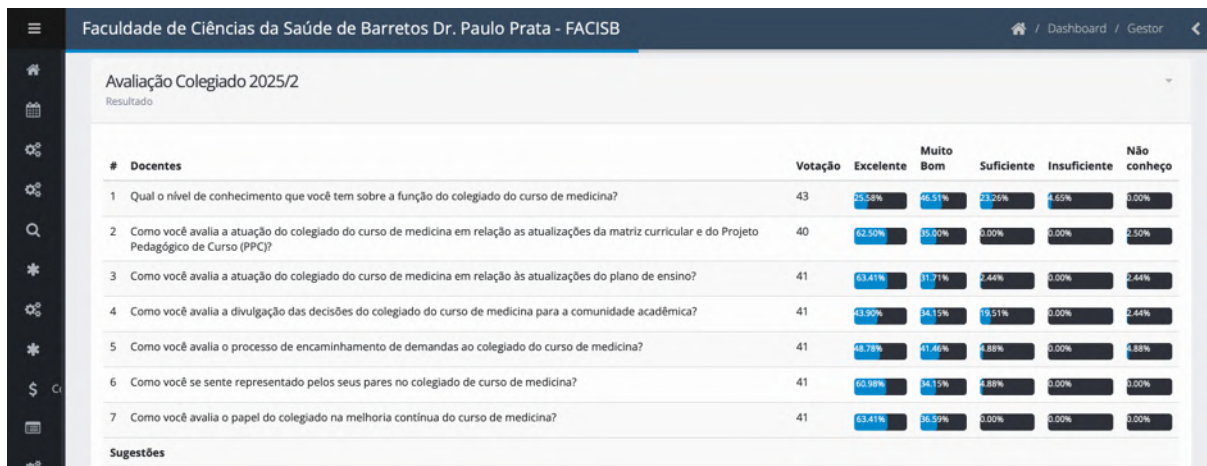 Faculdade de Ciências da Saúde de Barretos Dr. Paulo Prata - FACISB / Dashboard / Gestor
Avaliação Colegiado 2025/2
Resultado
# Docentes Votação Excelente Muito Bom Suficiente Insuficiente Não conheço
1 Qual o nível de conhecimento que você tem sobre a função do colegiado do curso de medicina? 43 25.58% 46.51% 23.26% 4.65% 0.00%
2 Como você avalia a atuação do colegiado do curso de medicina em relação as atualizações da matriz curricular e do Projeto
Pedagógico de Curso (PPC)? 40 62.50% 35.00% 0.00% 0.00% 2.50%
3 Como você avalia a atuação do colegiado do curso de medicina em relação às atualizações do plano de ensino? 41 63.41% 31.71% 2.44% 0.00% 2.44%
4 Como você avalia a divulgação das decisões do colegiado do curso de medicina para a comunidade acadêmica? 41 43.90% 34.15% 19.51% 0.00% 2.44%
5 Como você avalia o processo de encaminhamento de demandas ao colegiado do curso de medicina? 41 48.78% 41.46% 4.88% 0.00% 4.88%
6 Como você se sente representado pelos seus pares no colegiado de curso de medicina? 41 60.98% 34.15% 4.88% 0.00% 0.00%
7 Como você avalia o papel do colegiado na melhoria contínua do curso de medicina? 41 63.41% 36.59% 0.00% 0.00% 0.00%
Sugestões